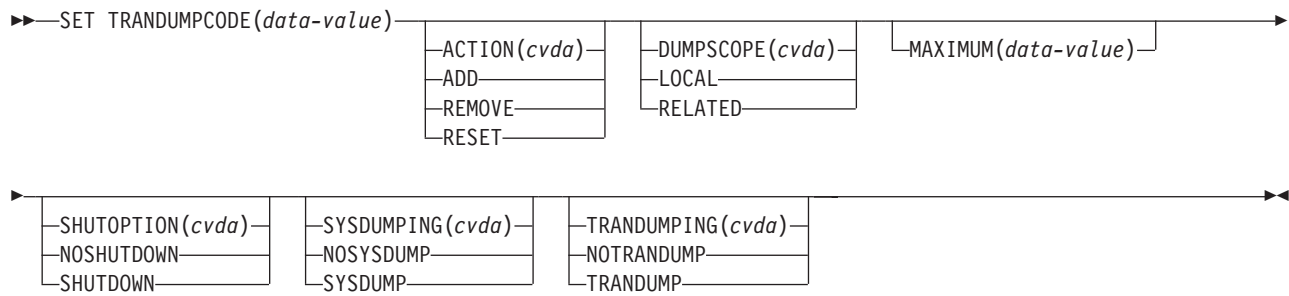 SET TRANDUMPCODE(data-value)
ACTION(cvda)
ADD
REMOVE
RESET
DUMPSCOPE(cvda)
LOCAL
RELATED
MAXIMUM(data-value)
SHUTOPTION(cvda)
NOSHUTDOWN
SHUTDOWN
SYSDUMPING(cvda)
NOSYSDUMP
SYSDUMP
TRANDUMPING(cvda)
NOTRANDUMP
TRANDUMP